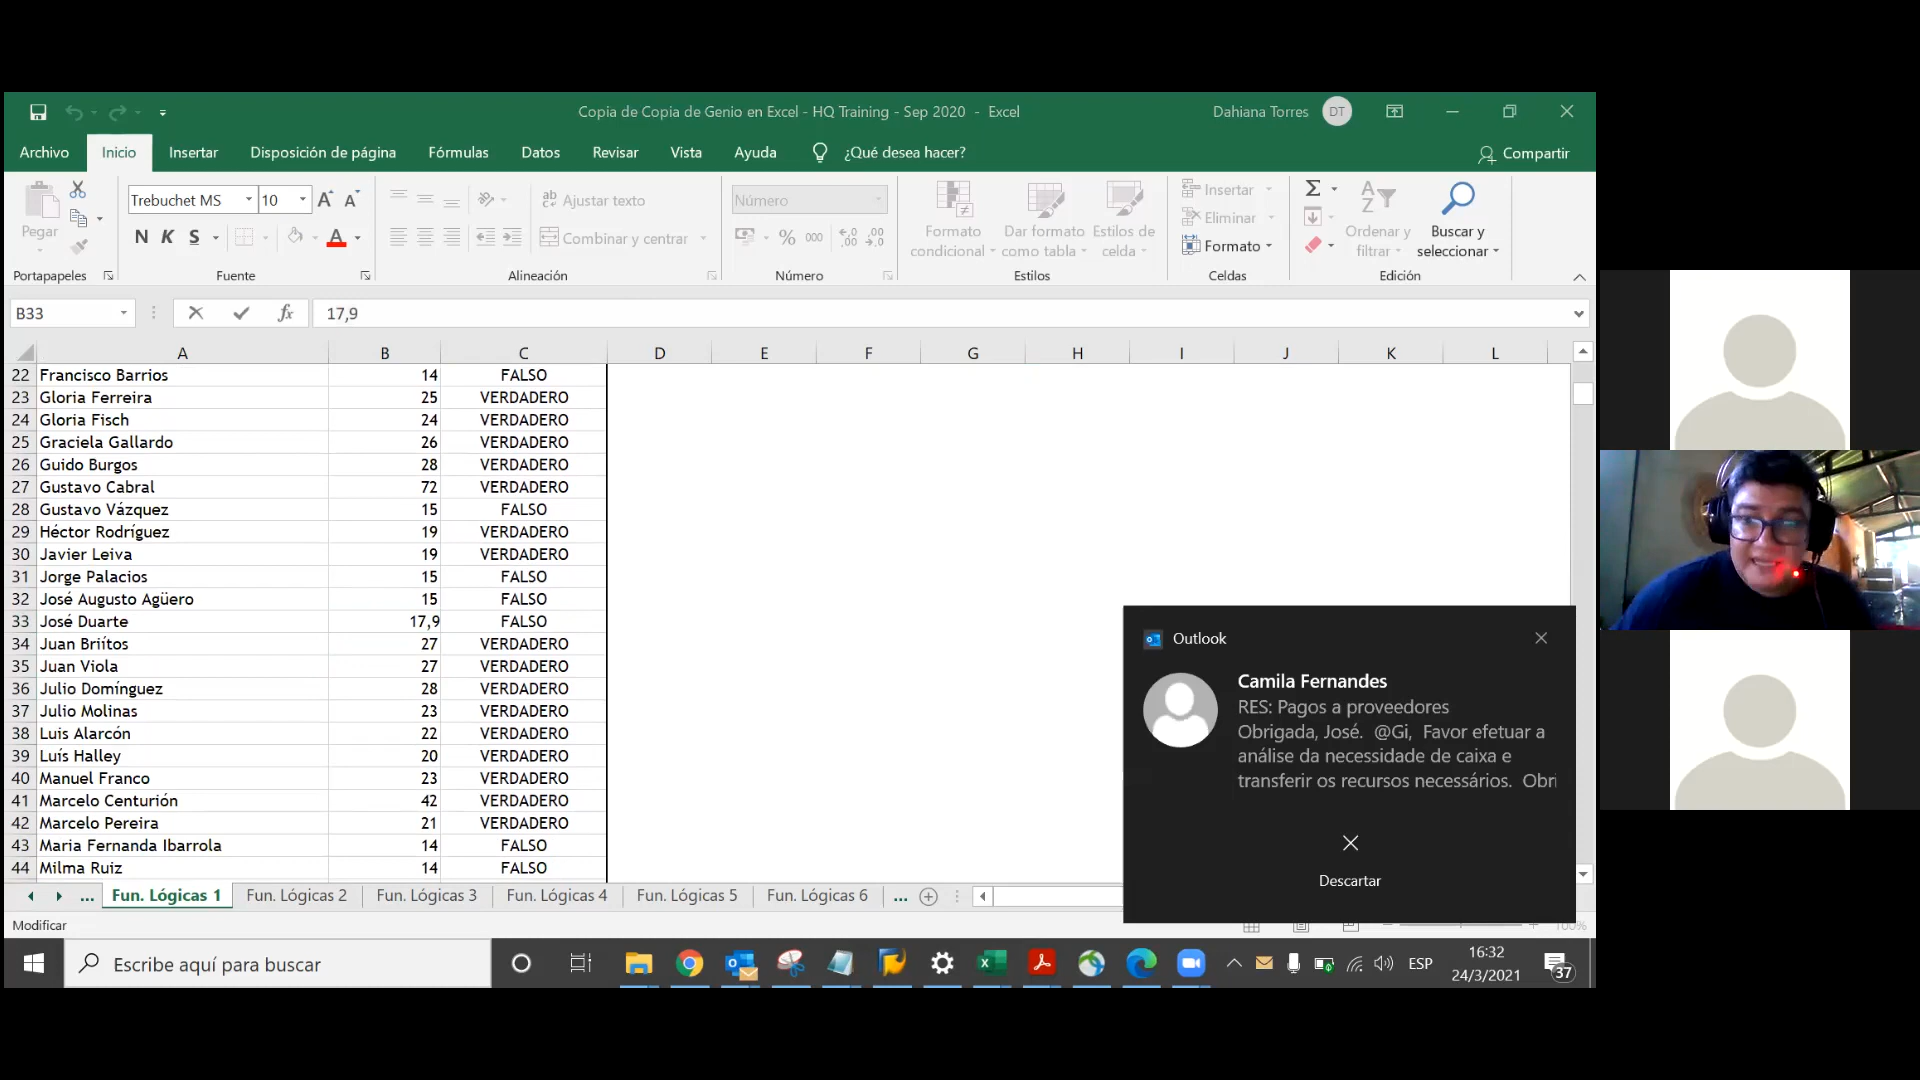 Copia de Copia de Genio en Excel - HQ Training - Sep 2020 - Excel
Dahiana Torres DT
Archivo Inicio Insertar Disposición de página Fórmulas Datos Revisar Vista Ayuda ¿Qué desea hacer? Compartir
Pegar
Portapapeles
Trebuchet MS 10
N K S
Fuente
Ajustar texto
Combinar y centrar
Alineación
Número
% 000
Número
Formato condicional
Dar formato como tabla
Estilos de celda
Estilos
Insertar
Eliminar
Formato
Celdas
Ordenar y filtrar
Buscar y seleccionar
Edición
B33 fx 17,9
A B C D E F G H I J K L
22 Francisco Barrios 14 FALSO
23 Gloria Ferreira 25 VERDADERO
24 Gloria Fisch 24 VERDADERO
25 Graciela Gallardo 26 VERDADERO
26 Guido Burgos 28 VERDADERO
27 Gustavo Cabral 72 VERDADERO
28 Gustavo Vázquez 15 FALSO
29 Héctor Rodríguez 19 VERDADERO
30 Javier Leiva 19 VERDADERO
31 Jorge Palacios 15 FALSO
32 José Augusto Agüero 15 FALSO
33 José Duarte 17,9 FALSO
34 Juan Briítos 27 VERDADERO
35 Juan Viola 27 VERDADERO
36 Julio Domínguez 28 VERDADERO
37 Julio Molinas 23 VERDADERO
38 Luis Alarcón 22 VERDADERO
39 Luís Halley 20 VERDADERO
40 Manuel Franco 23 VERDADERO
41 Marcelo Centurión 42 VERDADERO
42 Marcelo Pereira 21 VERDADERO
43 Maria Fernanda Ibarrola 14 FALSO
44 Milma Ruiz 14 FALSO
Outlook
Camila Fernandes
RES: Pagos a proveedores
Obrigada, José. @Gi, Favor efetuar a
análise da necessidade de caixa e
transferir os recursos necessários. Obri
Descartar
... Fun. Lógicas 1 Fun. Lógicas 2 Fun. Lógicas 3 Fun. Lógicas 4 Fun. Lógicas 5 Fun. Lógicas 6 ...
Modificar
100%
Escribe aquí para buscar
ESP
16:32
24/3/2021
37